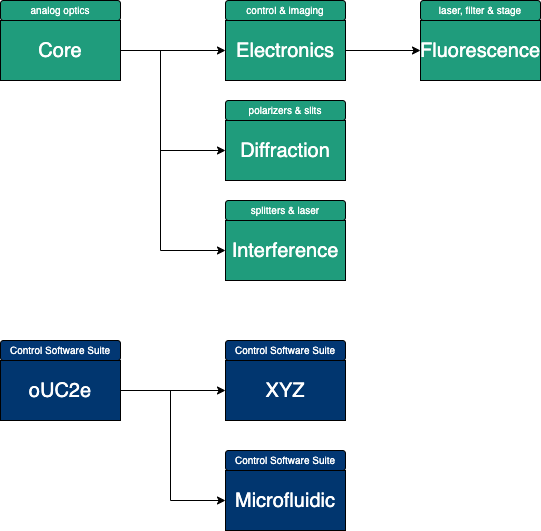 analog optics
Core
control & imaging
Electronics
laser, filter & stage
Fluorescence
polarizers & slits
Diffraction
splitters & laser
Interference
Control Software Suite
oUC2e
Control Software Suite
XYZ
Control Software Suite
Microfluidic